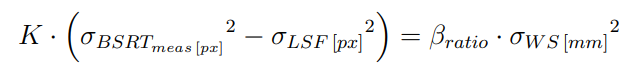 K · (σ_{BSRT_{meas [px]}}² − σ_{LSF [px]}²) = β_{ratio} · σ_{WS [mm]}²